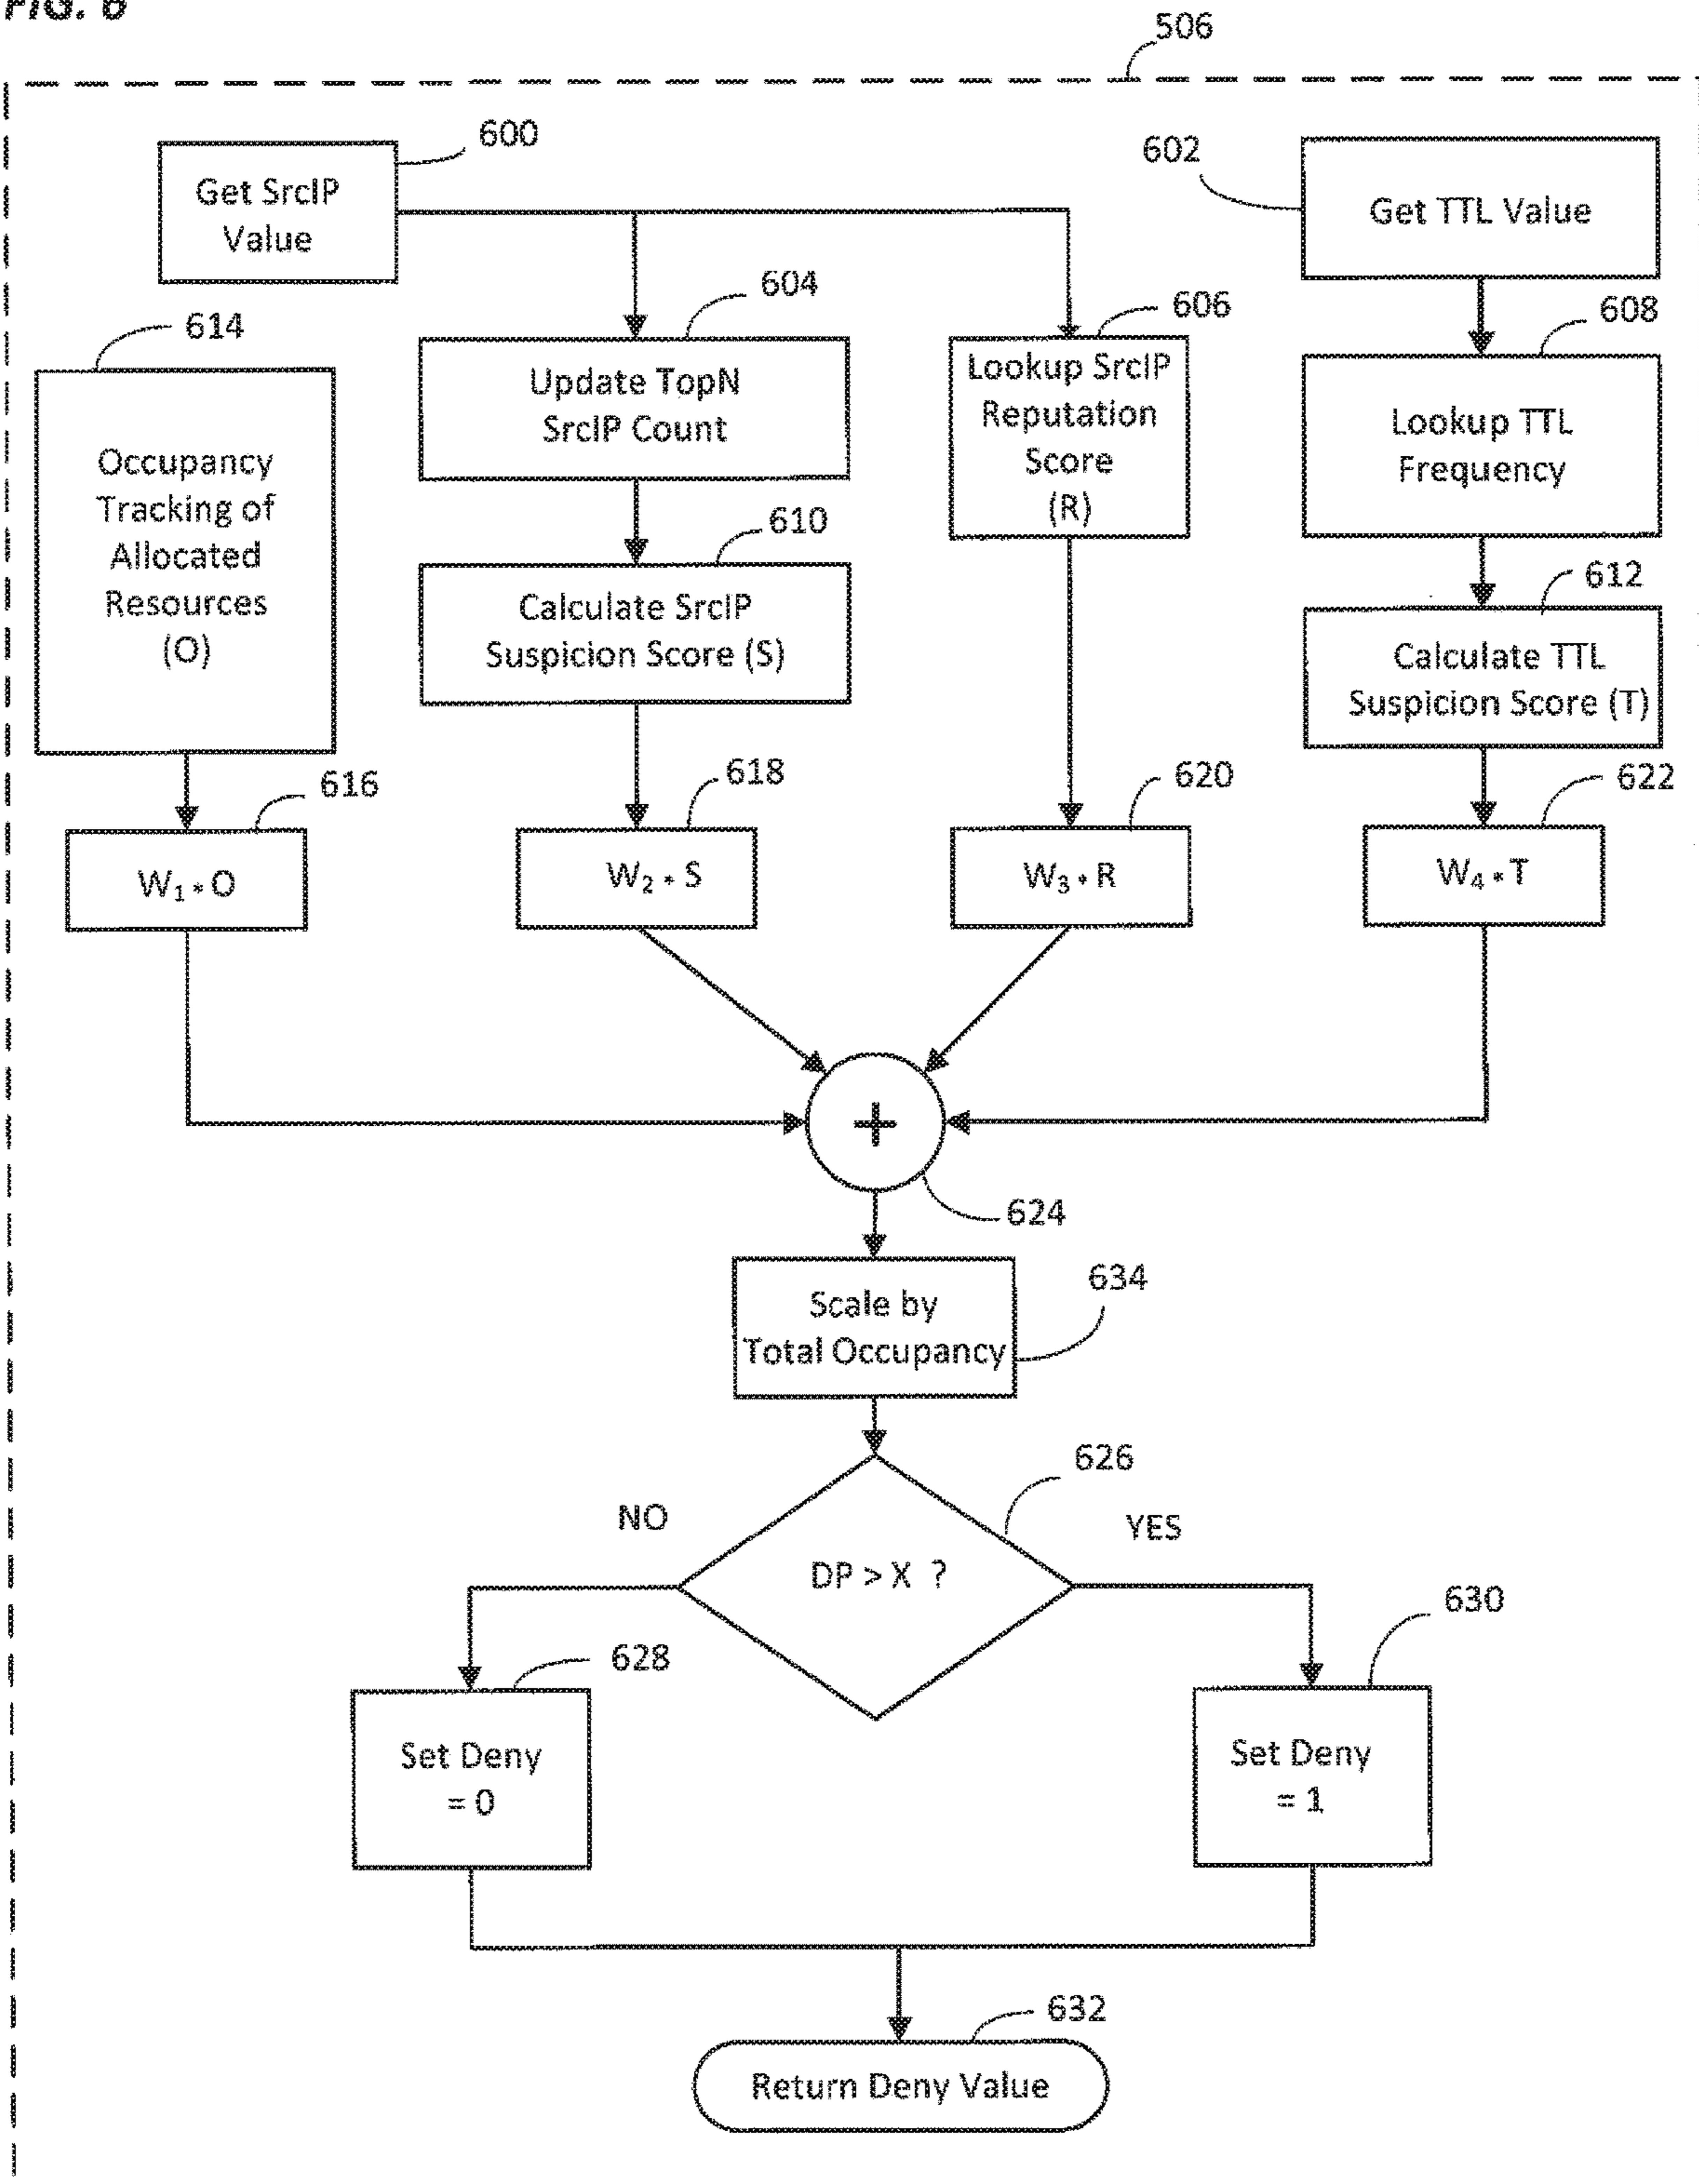 FIG. 6
506
600
Get SrcIP
Value
602
Get TTL Value
604
Update TopN
SrcIP Count
606
Lookup SrcIP
Reputation
Score
(R)
608
Lookup TTL
Frequency
614
Occupancy
Tracking of
Allocated
Resources
(O)
610
Calculate SrcIP
Suspicion Score (S)
612
Calculate TTL
Suspicion Score (T)
616
W₁ * O
618
W₂ * S
620
W₃ * R
622
W₄ * T
+
624
634
Scale by
Total Occupancy
626
NO
YES
DP > X ?
628
Set Deny
= 0
630
Set Deny
= 1
632
Return Deny Value